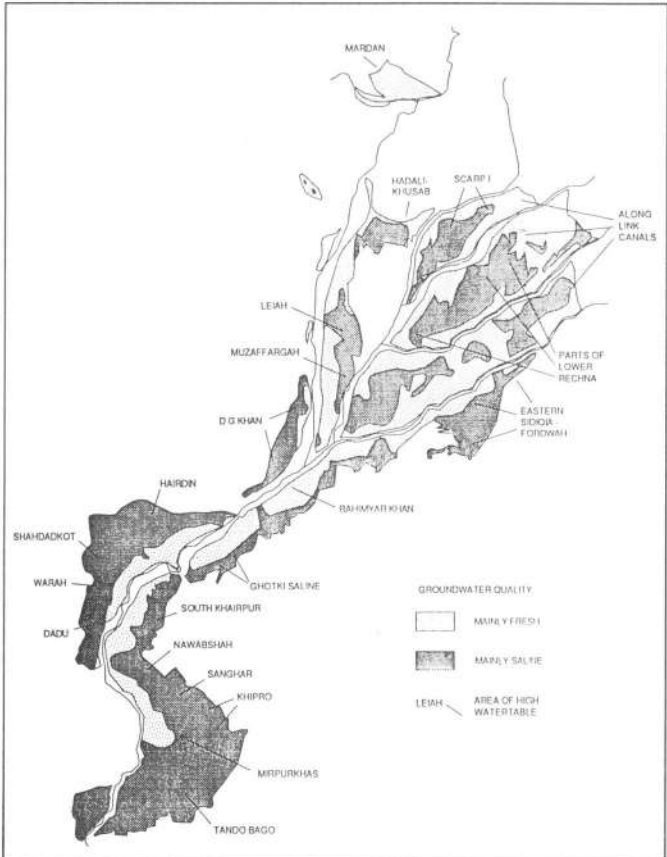 MARDAN
HADALI-
KHUSAB
SCARP I
ALONG
LINK
CANALS
LEIAH
MUZAFFARGAH
PARTS OF
LOWER
RECHNA
D G KHAN
EASTERN
SIDIQIA -
FORDWAH
HAIRDIN
RAHMYAR KHAN
SHAHDADKOT
GHOTKI SALINE
WARAH
GROUNDWATER QUALITY
SOUTH KHAIRPUR
MAINLY FRESH
DADU
NAWABSHAH
MAINLY SALINE
SANGHAR
KHIPRO
LEIAH
AREA OF HIGH
WATERTABLE
MIRPURKHAS
TANDO BAGO